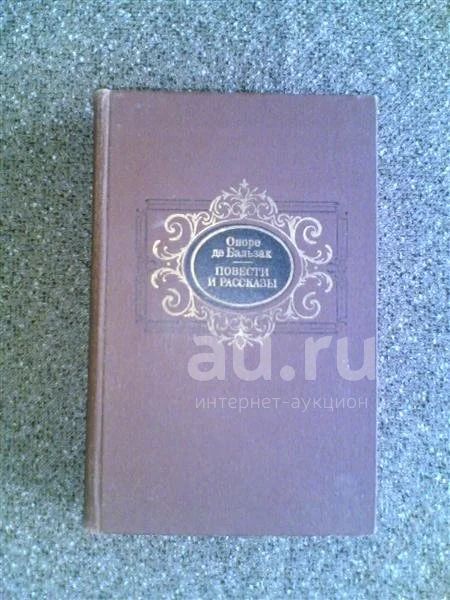 Оноре
де Бальзак
ПОВЕСТИ
И РАССКАЗЫ
au.ru
интернет-аукцион